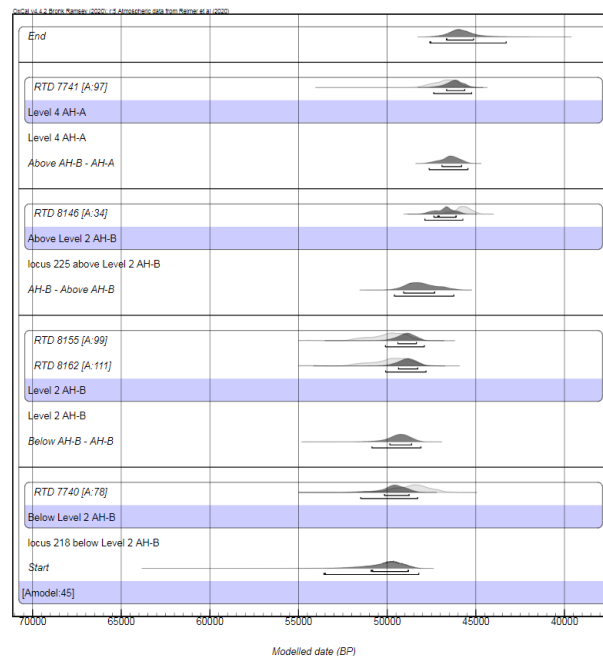 OxCal v4.4.2 Bronk Ramsey (2020); r:5 Atmospheric data from Reimer et al (2020)
End
RTD 7741 [A:97]
Level 4 AH-A
Level 4 AH-A
Above AH-B - AH-A
RTD 8146 [A:34]
Above Level 2 AH-B
locus 225 above Level 2 AH-B
AH-B - Above AH-B
RTD 8155 [A:99]
RTD 8162 [A:111]
Level 2 AH-B
Level 2 AH-B
Below AH-B - AH-B
RTD 7740 [A:78]
Below Level 2 AH-B
locus 218 below Level 2 AH-B
Start
[Amodel:45]
70000 65000 60000 55000 50000 45000 40000
Modelled date (BP)